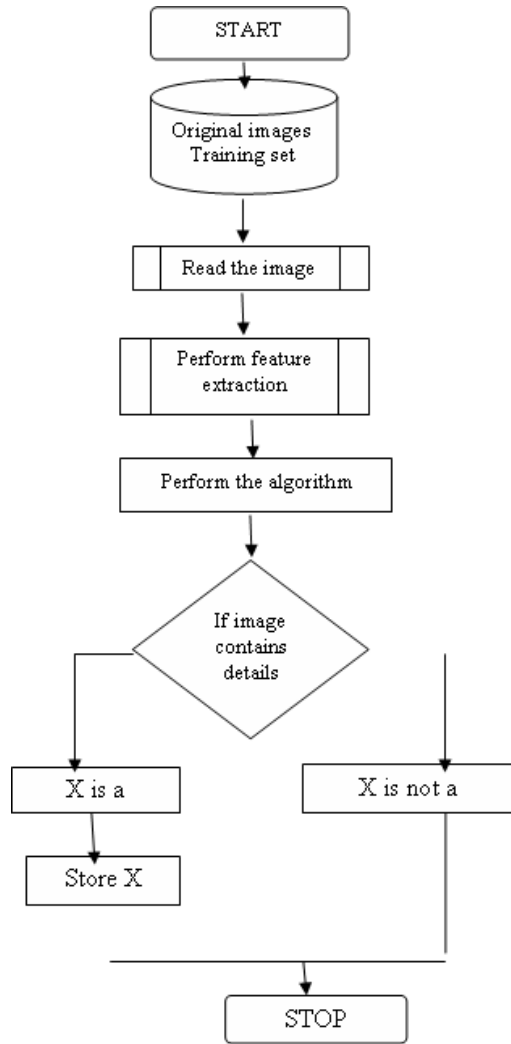 START
Original images
Training set
Read the image
Perform feature
extraction
Perform the algorithm
If image
contains
details
X is a
X is not a
Store X
STOP